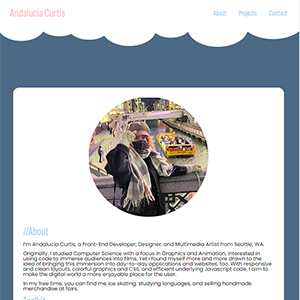 Andalucia Curtis
About Projects Contact
//About
I'm Andalucia Curtis, a Front-End Developer, Designer, and Multimedia Artist from Seattle, WA.
Originally, I studied Computer Science with a focus in Graphics and Animation, interested in
using code to immerse audiences into films. Yet I found myself more and more drawn to the
idea of bringing this immersion into day-to-day applications and websites, too. With responsive
and clean layouts, colorful graphics and CSS, and efficient underlying Javascript code, I aim to
make the digital world a more enjoyable place for the user.
In my free time, you can find me ice skating, studying languages, and selling handmade
merchandise at fairs.